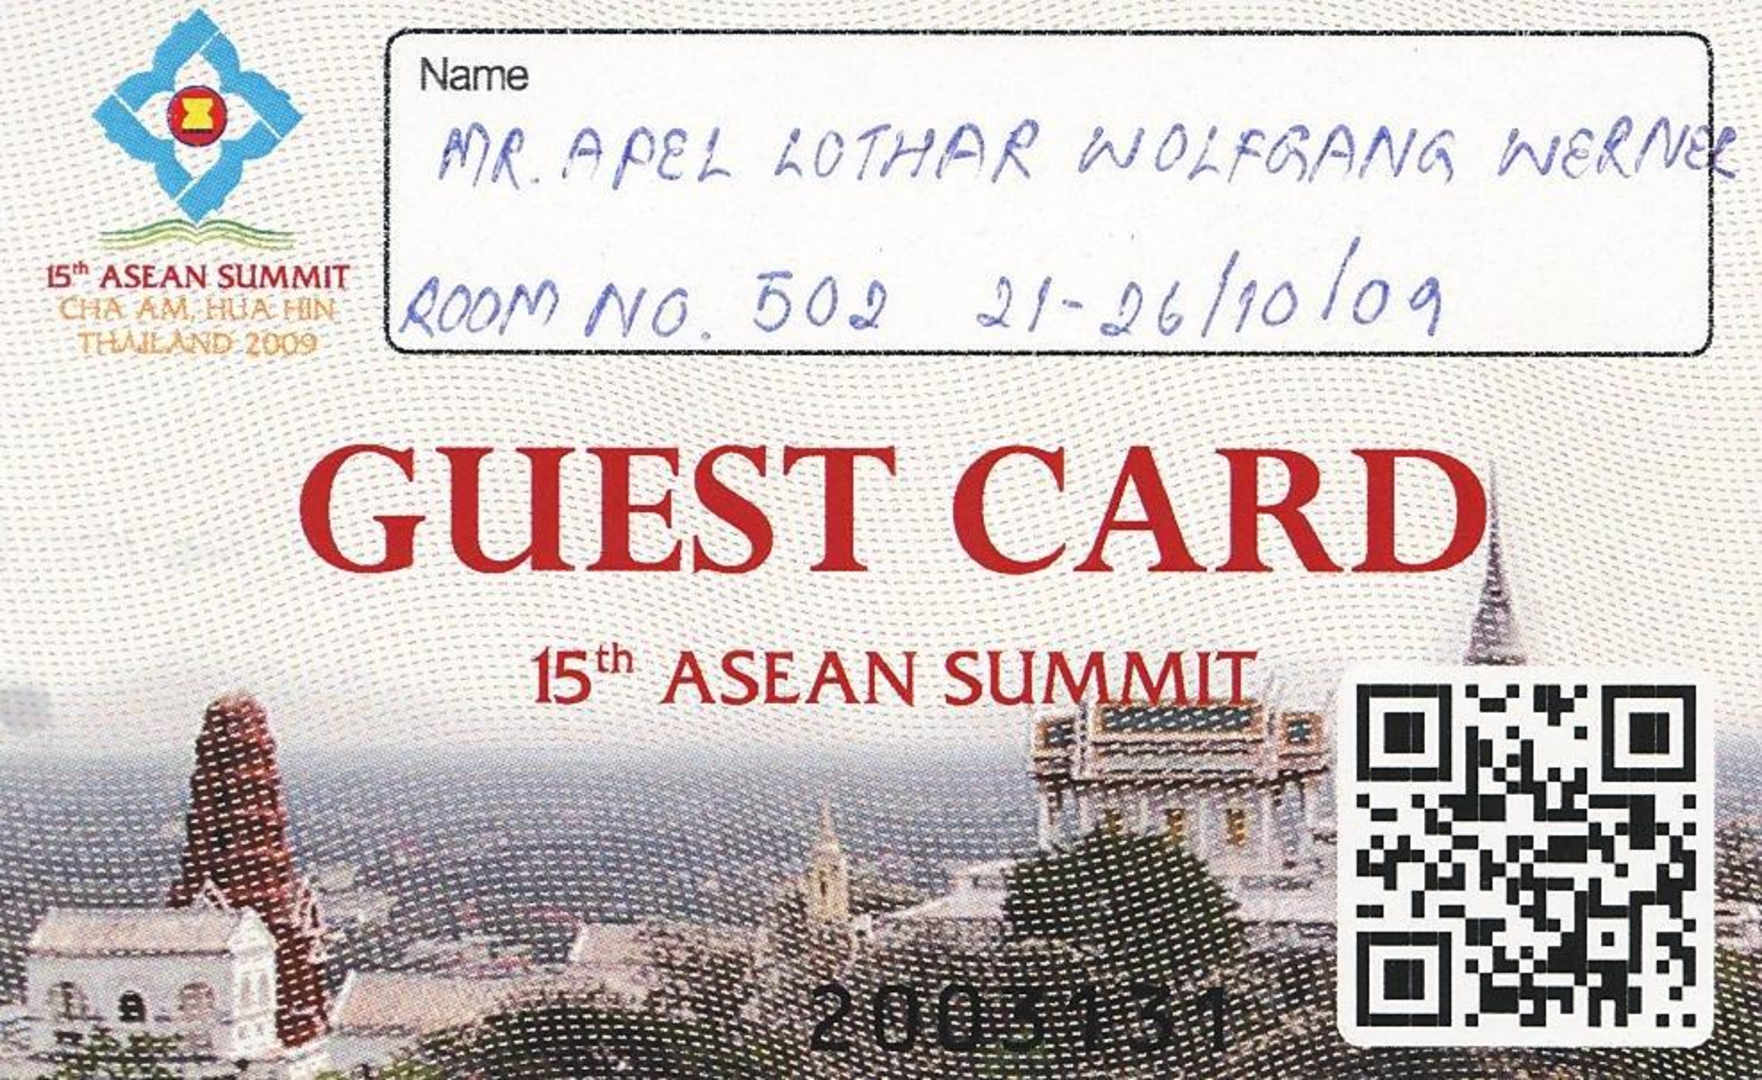 15th ASEAN SUMMIT
CHA AM, HUA HIN
THAILAND 2009
Name
MR. APEL LOTHAR WOLFGANG WERNER
ROOM NO. 502 21-26/10/09
GUEST CARD
15th ASEAN SUMMIT
2003131